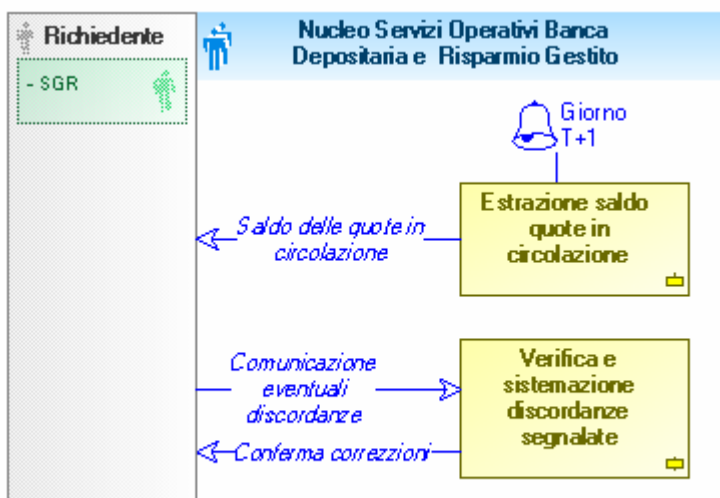 Richiedente
- SGR
Nucleo Servizi Operativi Banca
Depositaria e Risparmio Gestito
Giorno
T+1
Estrazione saldo
quote in
circolazione
Saldo delle quote in
circolazione
Comunicazione
eventuali
discordanze
Verifica e
sistemazione
discordanze
segnalate
Conferma correzzioni